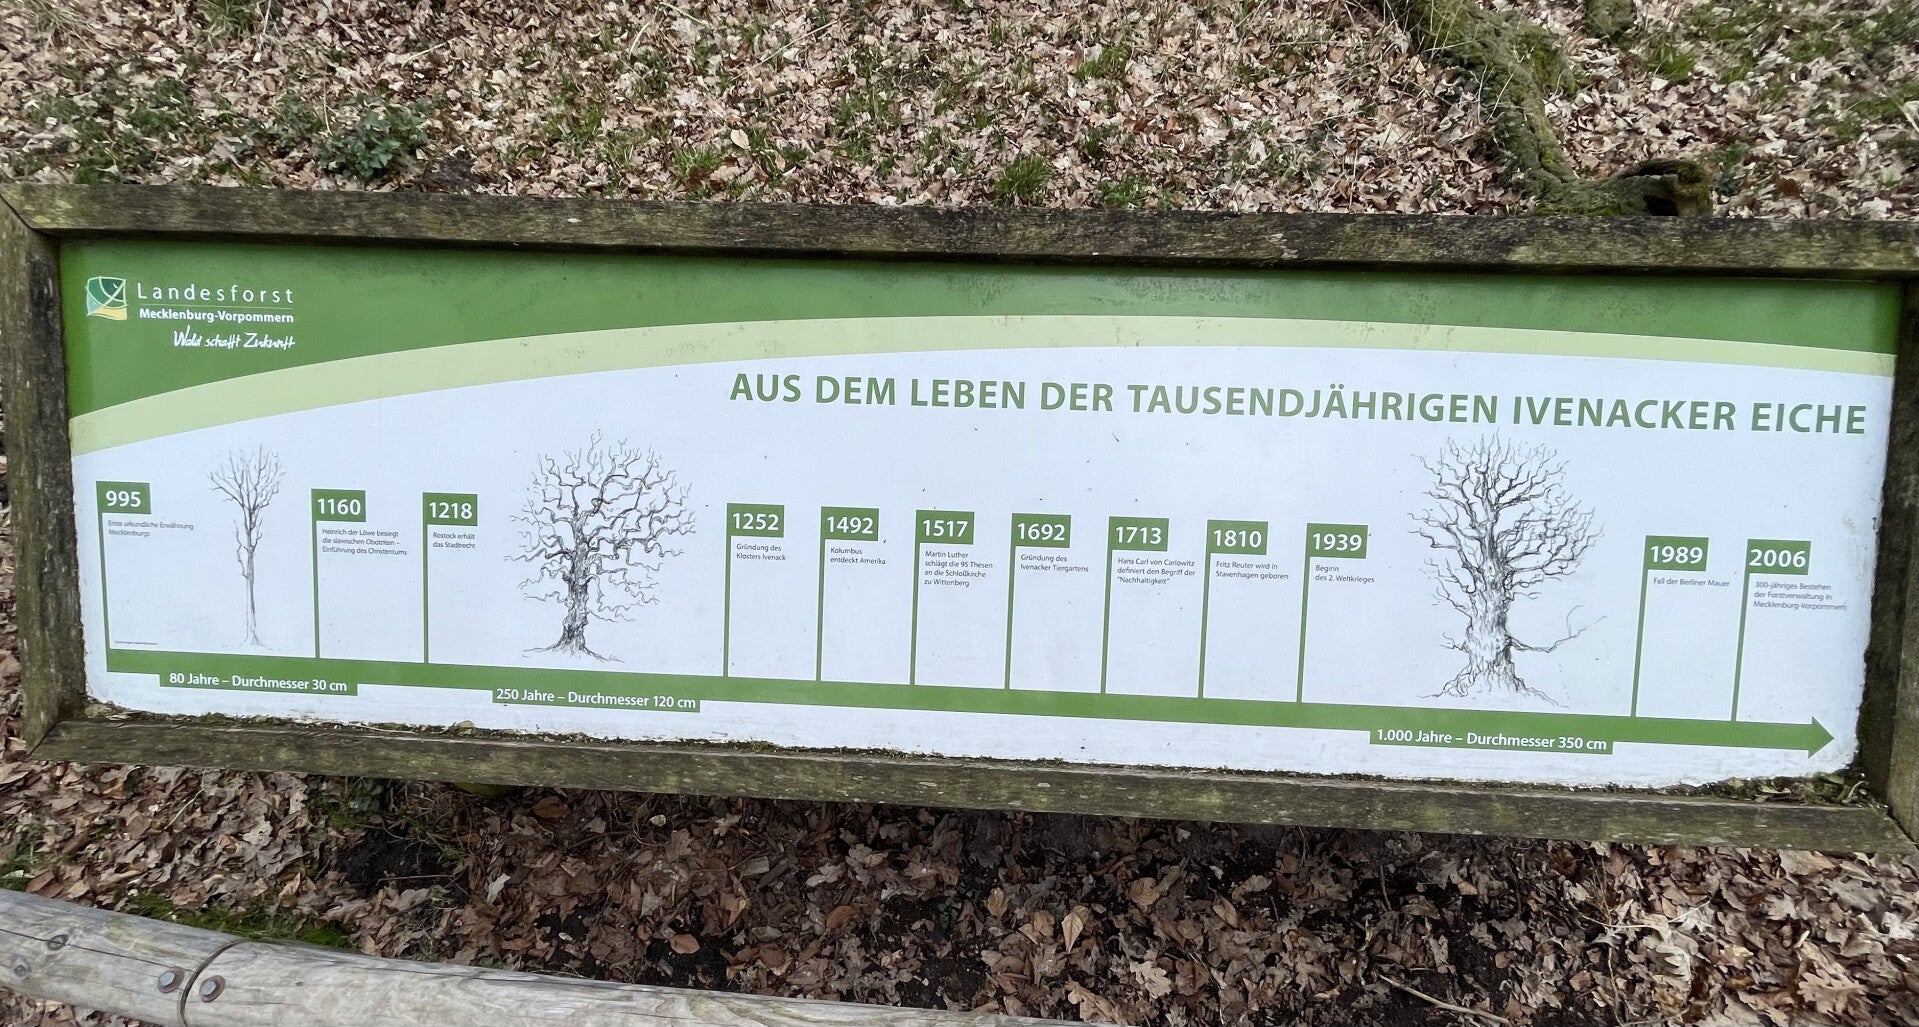 Landesforst
Mecklenburg-Vorpommern
Wald schafft Zukunft
AUS DEM LEBEN DER TAUSENDJÄHRIGEN IVENACKER EICHE
995
Erste urkundliche Erwähnung
Mecklenburgs
1160
Heinrich der Löwe besiegt
die slawischen Obotriten –
Einführung des Christentums
1218
Rostock erhält
das Stadtrecht
1252
Gründung des
Klosters Ivenack
1492
Kolumbus
entdeckt Amerika
1517
Martin Luther
schlägt die 95 Thesen
an die Schloßkirche
zu Wittenberg
1692
Gründung des
Ivenacker Tiergartens
1713
Hans Carl von Carlowitz
definiert den Begriff der
"Nachhaltigkeit"
1810
Fritz Reuter wird in
Stavenhagen geboren
1939
Beginn
des 2. Weltkrieges
1989
Fall der Berliner Mauer
2006
300-jähriges Bestehen
der Forstverwaltung in
Mecklenburg-Vorpommern
80 Jahre – Durchmesser 30 cm
250 Jahre – Durchmesser 120 cm
1.000 Jahre – Durchmesser 350 cm